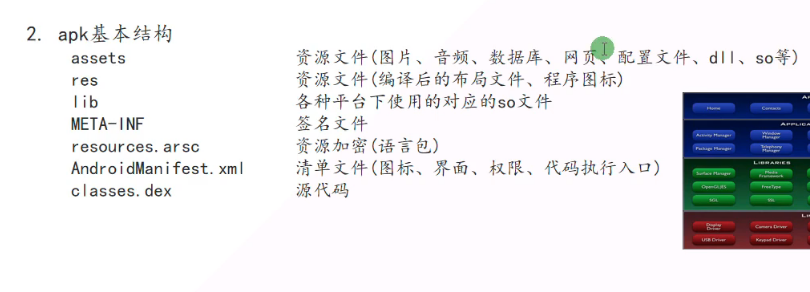 2. apk基本结构
assets 资源文件(图片、音频、数据库、网页、配置文件、dll、so等)
res 资源文件(编译后的布局文件、程序图标)
lib 各种平台下使用的对应的so文件
META-INF 签名文件
resources.arsc 资源加密(语言包)
AndroidManifest.xml 清单文件(图标、界面、权限、代码执行入口)
classes.dex 源代码
Home Contacts
APPLIC
Activity Manager Window Manager
Package Manager Telephony Manager
LIBRARIES
Surface Manager Media Framework
OpenGL|ES FreeType
SGL SSL
Display Driver Camera Driver
USB Driver Keypad Driver